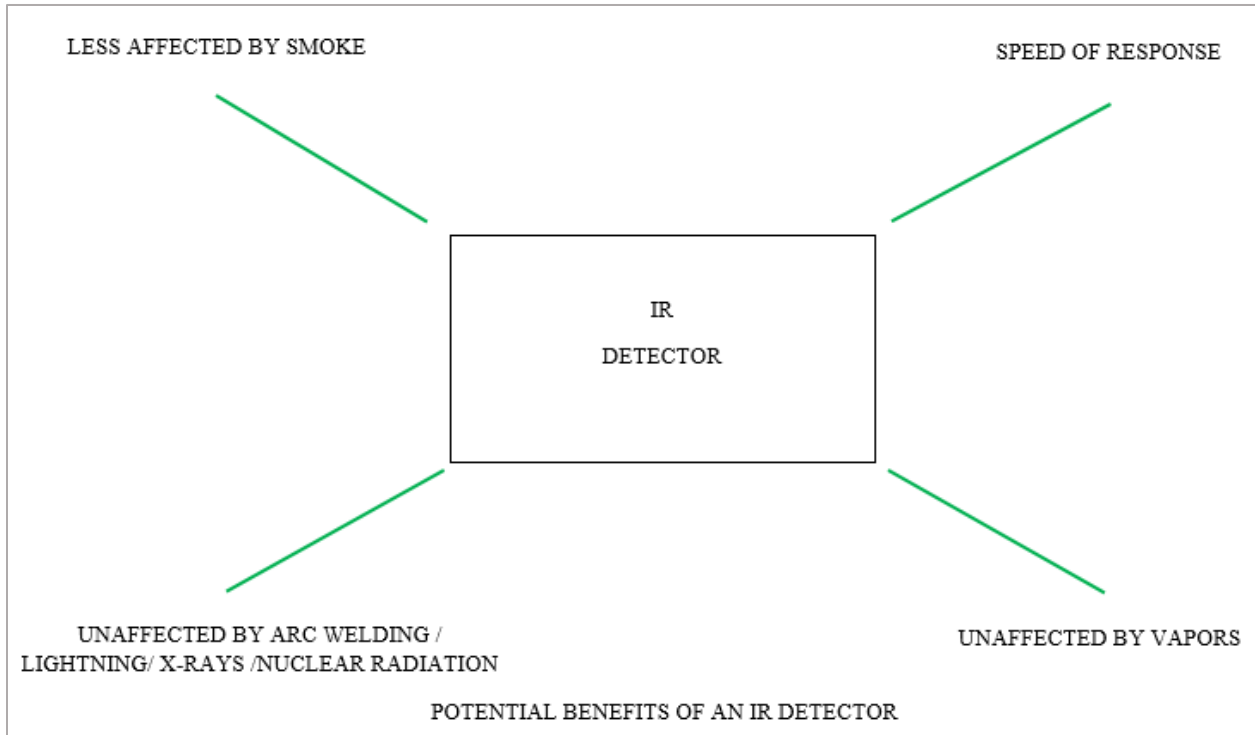 LESS AFFECTED BY SMOKE
SPEED OF RESPONSE
IR
DETECTOR
UNAFFECTED BY ARC WELDING /
LIGHTNING/ X-RAYS /NUCLEAR RADIATION
UNAFFECTED BY VAPORS
POTENTIAL BENEFITS OF AN IR DETECTOR